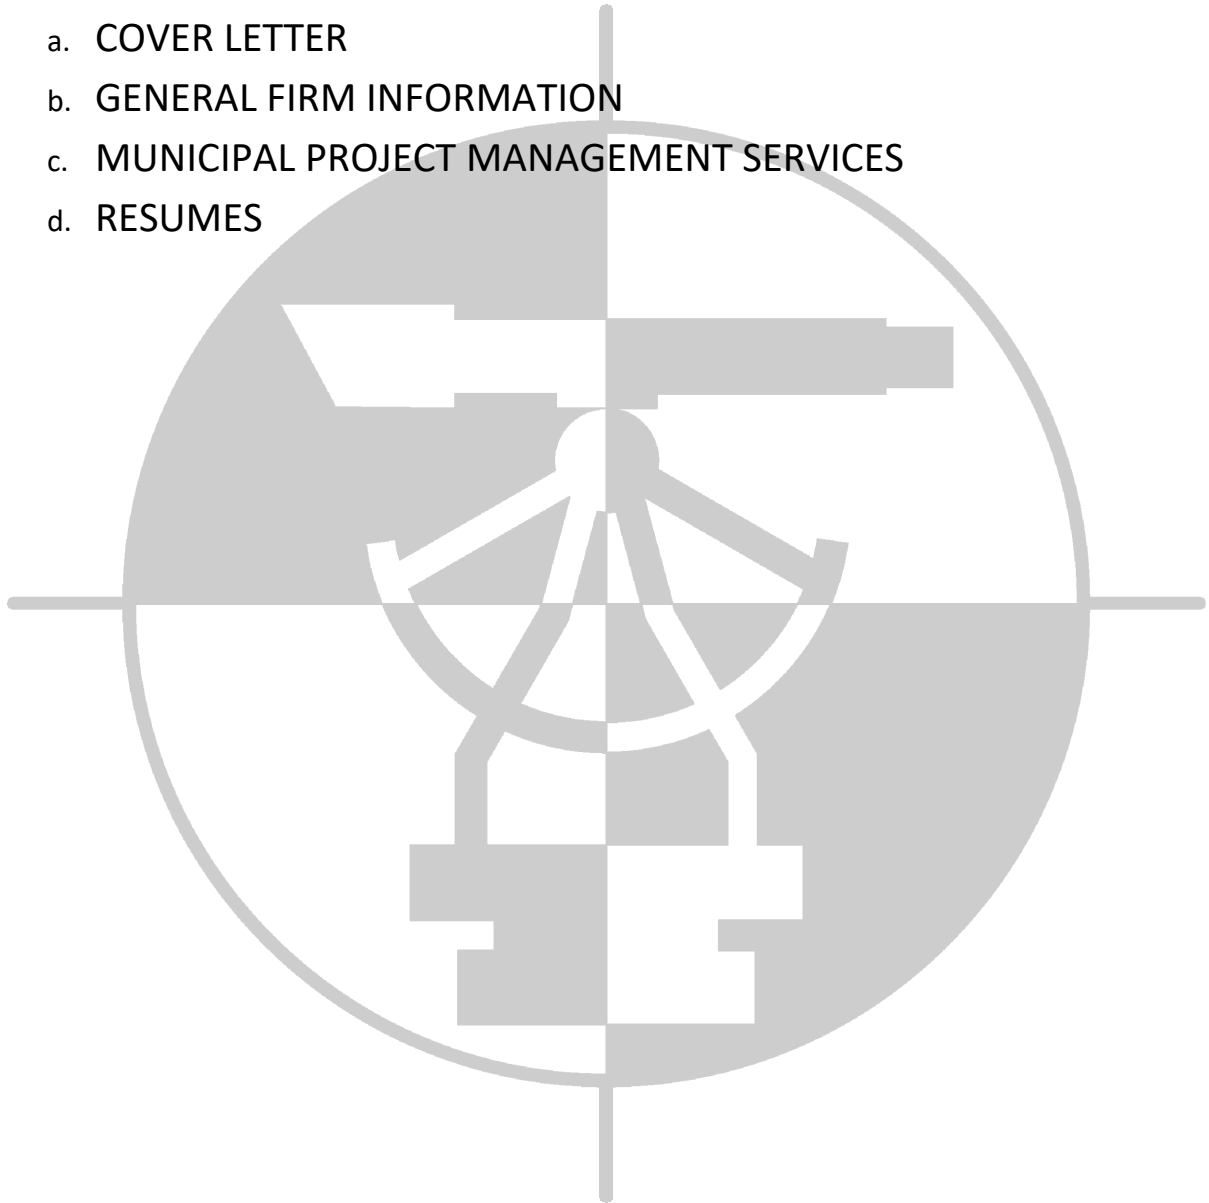 a. COVER LETTER
b. GENERAL FIRM INFORMATION
c. MUNICIPAL PROJECT MANAGEMENT SERVICES
d. RESUMES